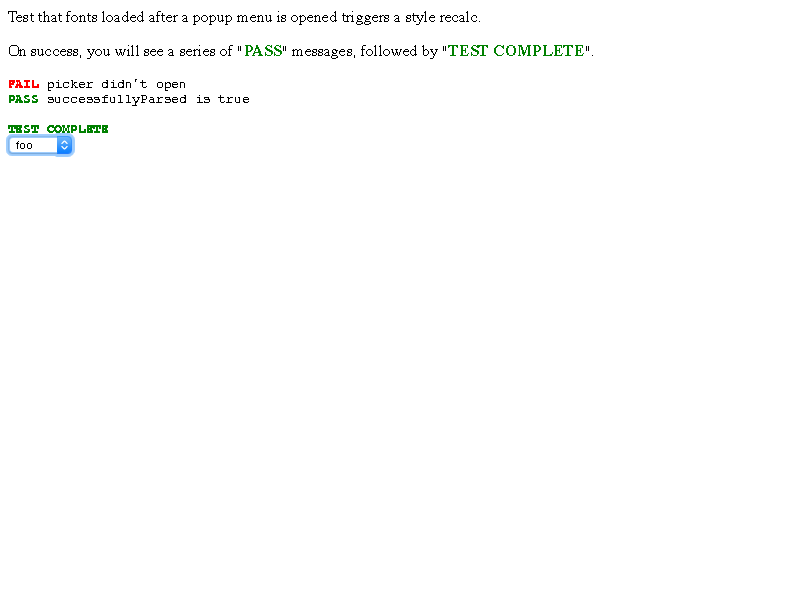 Test that fonts loaded after a popup menu is opened triggers a style recalc.
On success, you will see a series of "PASS" messages, followed by "TEST COMPLETE".
FAIL picker didn't open
PASS successfullyParsed is true
TEST COMPLETE
foo